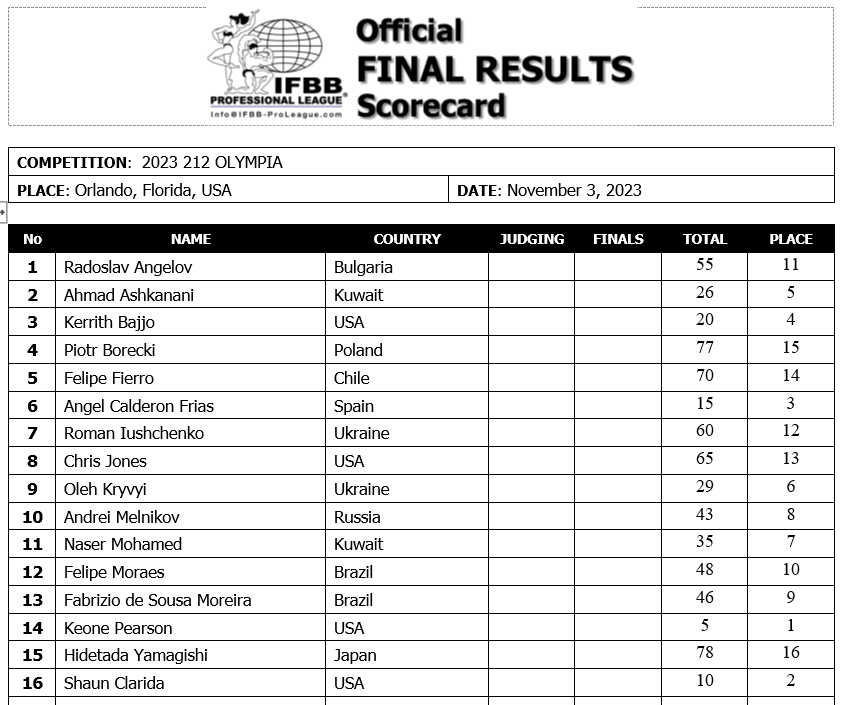 Official
FINAL RESULTS
Scorecard
IFBB
PROFESSIONAL LEAGUE®
Info@IFBB-ProLeague.com
COMPETITION: 2023 212 OLYMPIA
PLACE: Orlando, Florida, USA DATE: November 3, 2023
No NAME COUNTRY JUDGING FINALS TOTAL PLACE
1 Radoslav Angelov Bulgaria 55 11
2 Ahmad Ashkanani Kuwait 26 5
3 Kerrith Bajjo USA 20 4
4 Piotr Borecki Poland 77 15
5 Felipe Fierro Chile 70 14
6 Angel Calderon Frias Spain 15 3
7 Roman Iushchenko Ukraine 60 12
8 Chris Jones USA 65 13
9 Oleh Kryvyi Ukraine 29 6
10 Andrei Melnikov Russia 43 8
11 Naser Mohamed Kuwait 35 7
12 Felipe Moraes Brazil 48 10
13 Fabrizio de Sousa Moreira Brazil 46 9
14 Keone Pearson USA 5 1
15 Hidetada Yamagishi Japan 78 16
16 Shaun Clarida USA 10 2